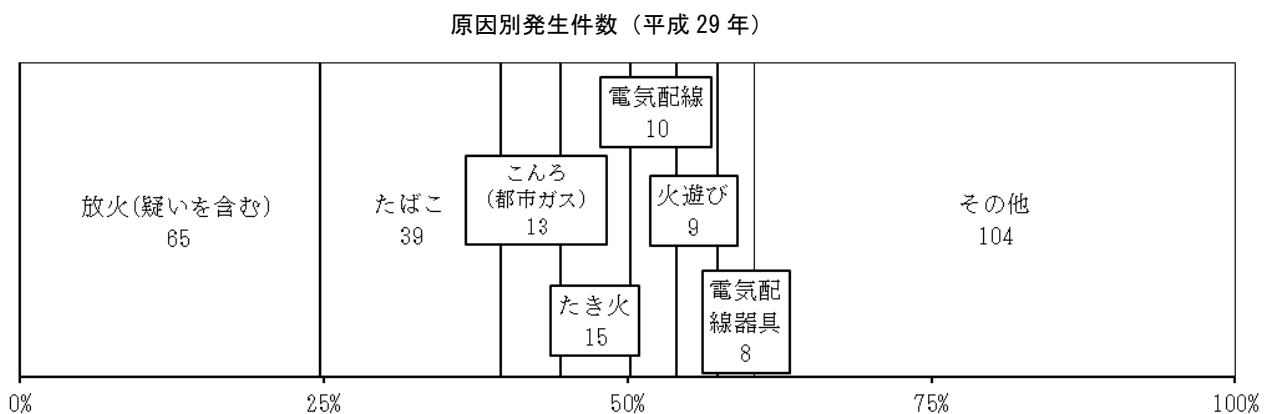 原因別発生件数（平成 29 年）
放火(疑いを含む)
65
たばこ
39
こんろ
(都市ガス)
13
たき火
15
電気配線
10
火遊び
9
電気配
線器具
8
その他
104
0%
25%
50%
75%
100%